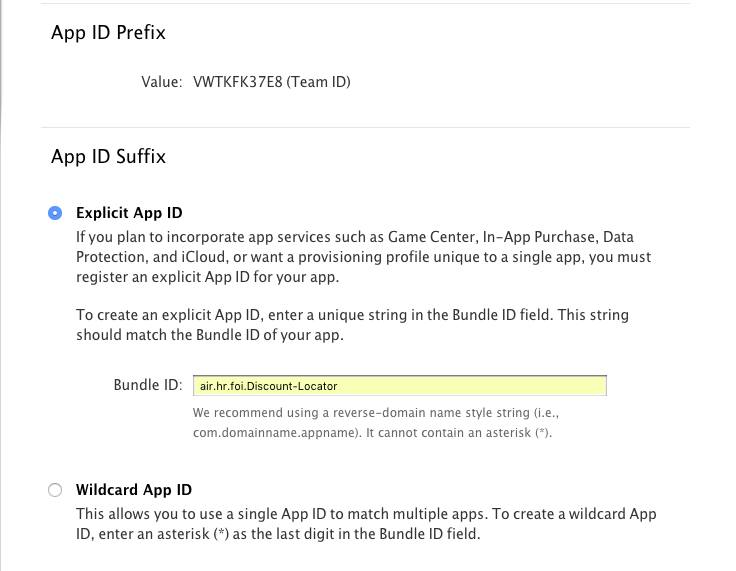 App ID Prefix
Value: VWTKFK37E8 (Team ID)
App ID Suffix
Explicit App ID
If you plan to incorporate app services such as Game Center, In-App Purchase, Data
Protection, and iCloud, or want a provisioning profile unique to a single app, you must
register an explicit App ID for your app.
To create an explicit App ID, enter a unique string in the Bundle ID field. This string
should match the Bundle ID of your app.
Bundle ID: air.hr.foi.Discount-Locator
We recommend using a reverse-domain name style string (i.e.,
com.domainname.appname). It cannot contain an asterisk (*).
Wildcard App ID
This allows you to use a single App ID to match multiple apps. To create a wildcard App
ID, enter an asterisk (*) as the last digit in the Bundle ID field.